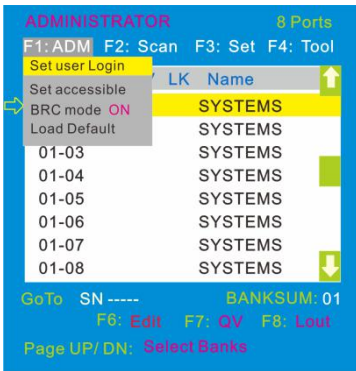 ADMINISTRATOR 8 Ports
F1: ADM F2: Scan F3: Set F4: Tool
Set user Login
LK Name
Set accessible
BRC mode ON SYSTEMS
Load Default SYSTEMS
01-03 SYSTEMS
01-04 SYSTEMS
01-05 SYSTEMS
01-06 SYSTEMS
01-07 SYSTEMS
01-08 SYSTEMS
GoTo SN ----- BANKSUM: 01
F6: Edit F7: QV F8: Lout
Page UP/ DN: Select Banks